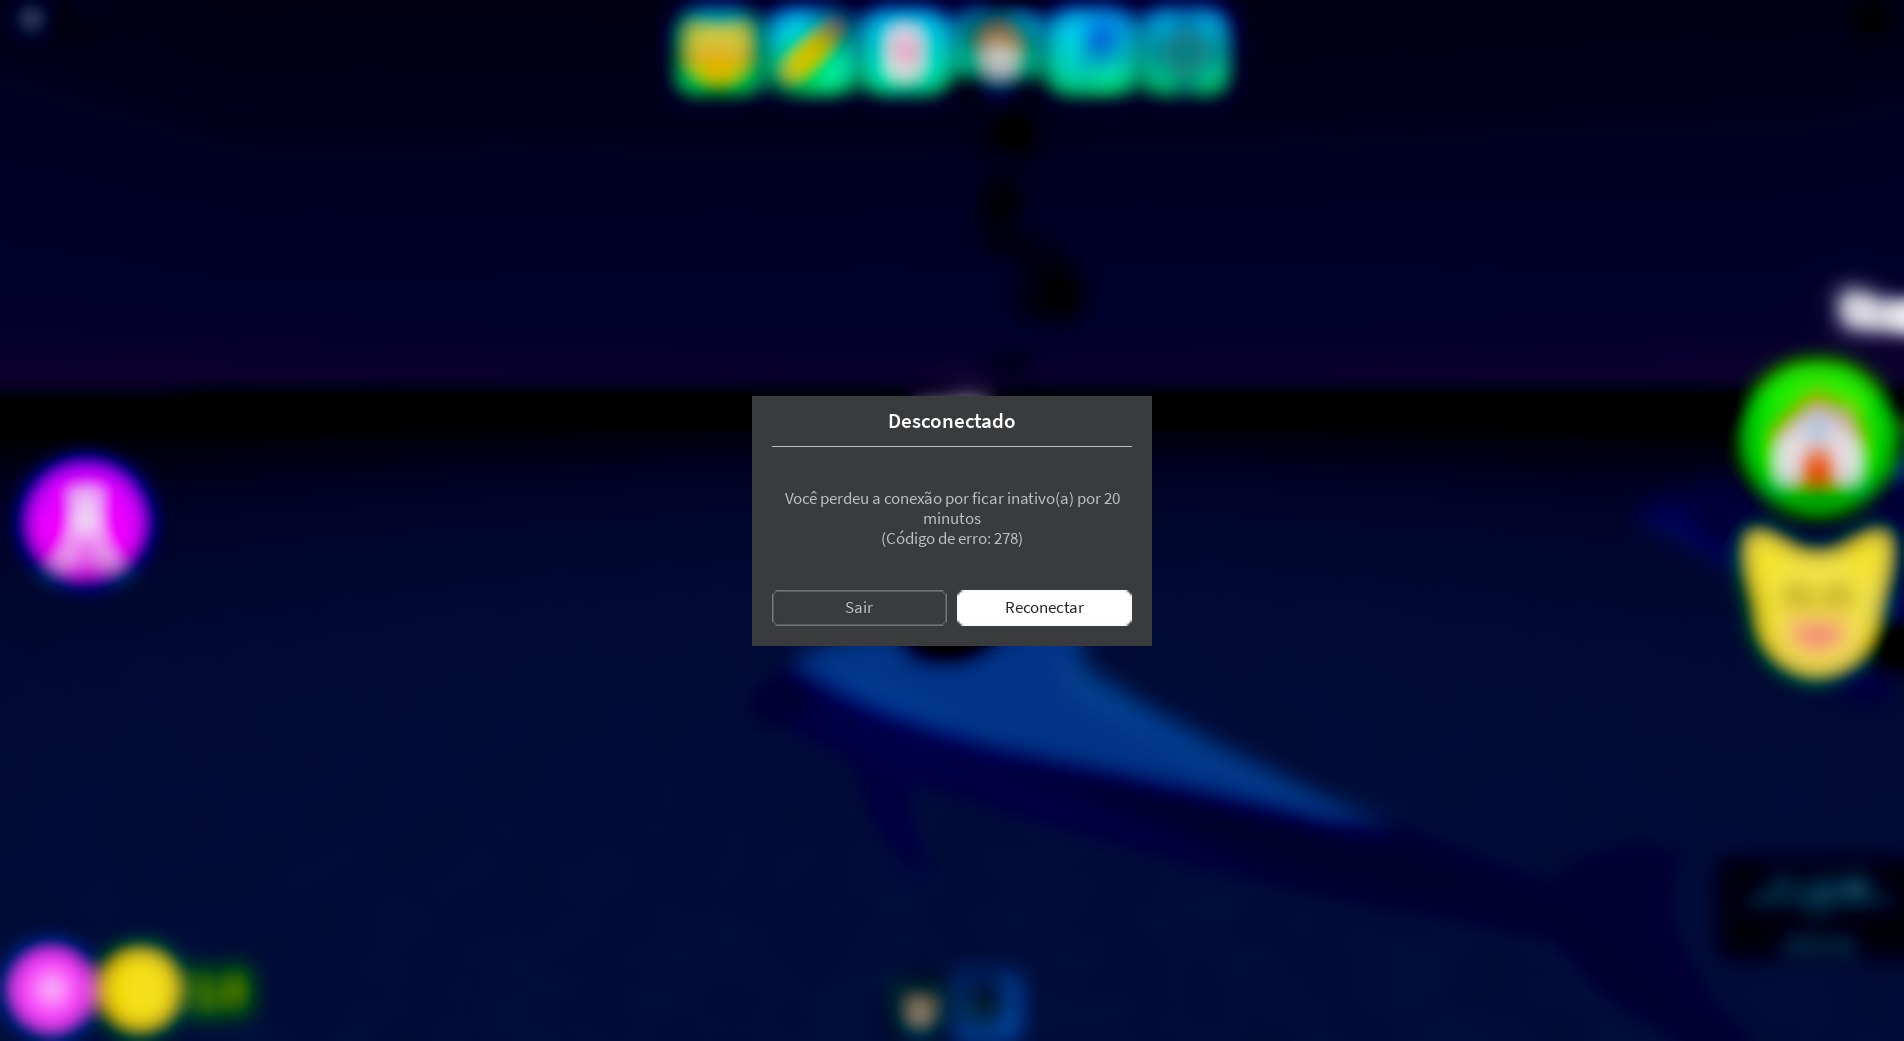 Desconectado
Você perdeu a conexão por ficar inativo(a) por 20
minutos
(Código de erro: 278)
Sair
Reconectar